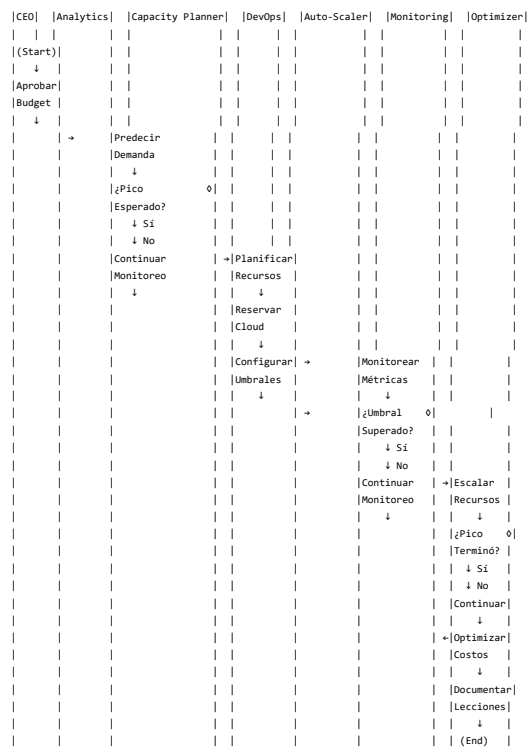 |CEO| |Analytics| |Capacity Planner| |DevOps| |Auto-Scaler| |Monitoring| |Optimizer|
(Start)
↓
Aprobar
Budget
↓
→ |Predecir
Demanda
↓
¿Pico ◊|
Esperado?
↓ Sí
↓ No
Continuar | →|Planificar|
Monitoreo | |Recursos
↓ ↓
Reservar
Cloud
↓
Configurar| → |Monitorear
Umbrales | |Métricas
↓ ↓
→ |¿Umbral ◊|
Superado?
↓ Sí
↓ No
Continuar | →|Escalar
Monitoreo | |Recursos
↓ ↓
¿Pico ◊|
Terminó?
↓ Sí
↓ No
Continuar|
↓
←|Optimizar
Costos
↓
Documentar|
Lecciones|
↓
(End)